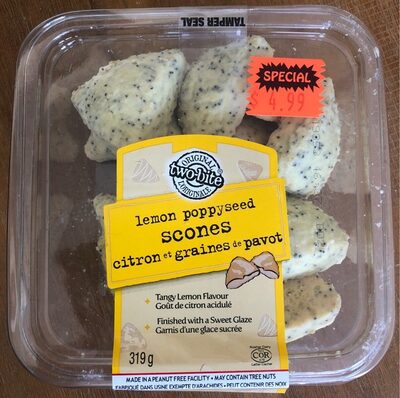 TAMPER SEAL
SPECIAL
$ 4.99
ORIGINAL
two•bite
L'ORIGINALE
lemon poppyseed
scones
citron et graines de pavot
• Tangy Lemon Flavour
Goût de citron acidulé
• Finished with a Sweet Glaze
Garnis d'une glace sucrée
COR
319 g
MADE IN A PEANUT FREE FACILITY • MAY CONTAIN TREE NUTS
FABRIQUÉ DANS USINE EXEMPTE D'ARACHIDES • PEUT CONTENIR DES NOIX